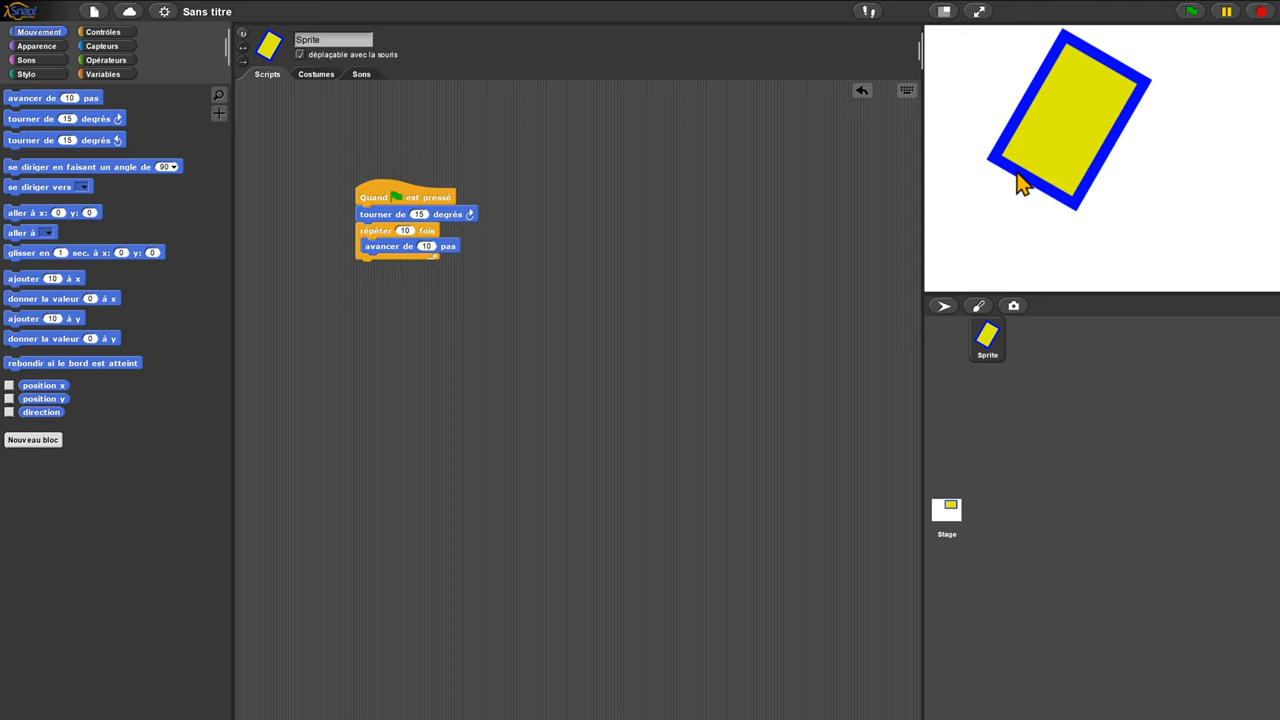 Snap! Sans titre
Mouvement Contrôles
Apparence Capteurs
Sons Opérateurs
Stylo Variables
avancer de 10 pas
tourner de 15 degrés
tourner de 15 degrés
se diriger en faisant un angle de 90
se diriger vers
aller à x: 0 y: 0
aller à
glisser en 1 sec. à x: 0 y: 0
ajouter 10 à x
donner la valeur 0 à x
ajouter 10 à y
donner la valeur 0 à y
rebondir si le bord est atteint
position x
position y
direction
Nouveau bloc
Sprite
déplaçable avec la souris
Scripts Costumes Sons
Quand est pressé
tourner de 15 degrés
répéter 10 fois
avancer de 10 pas
Sprite
Stage